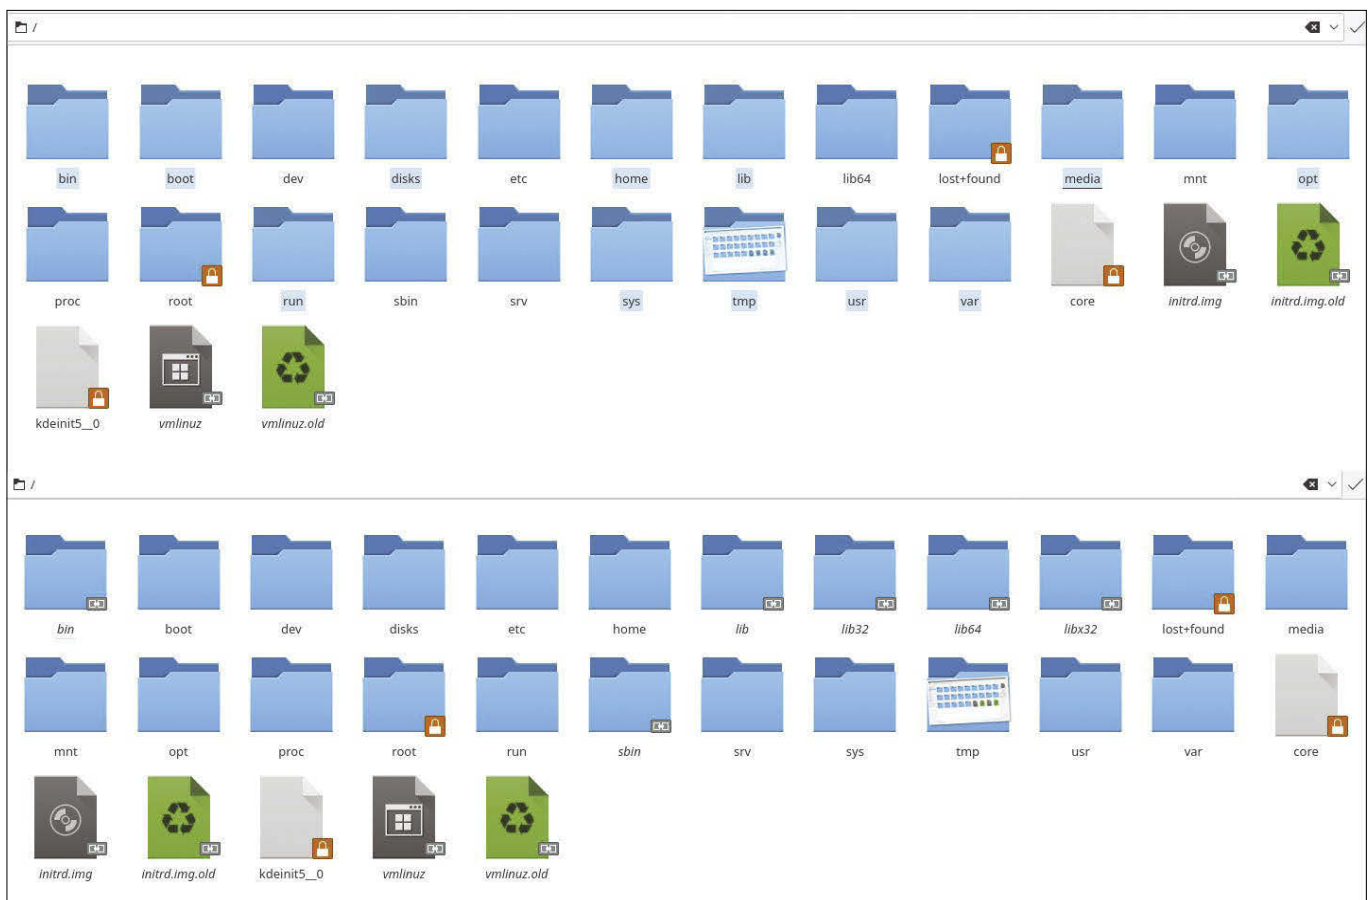 /
bin boot dev disks etc home lib lib64 lost+found media mnt opt
proc root run sbin srv sys tmp usr var core initrd.img initrd.img.old
kdeinit5__0 vmlinuz vmlinuz.old
/
bin boot dev disks etc home lib lib32 lib64 libx32 lost+found media
mnt opt proc root run sbin srv sys tmp usr var core
initrd.img initrd.img.old kdeinit5__0 vmlinuz vmlinuz.old